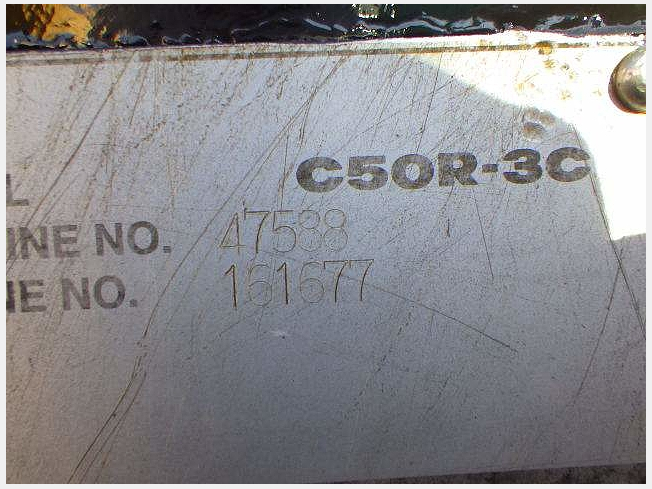 L C50R-3C
INE NO. 47588
NE NO. 161677